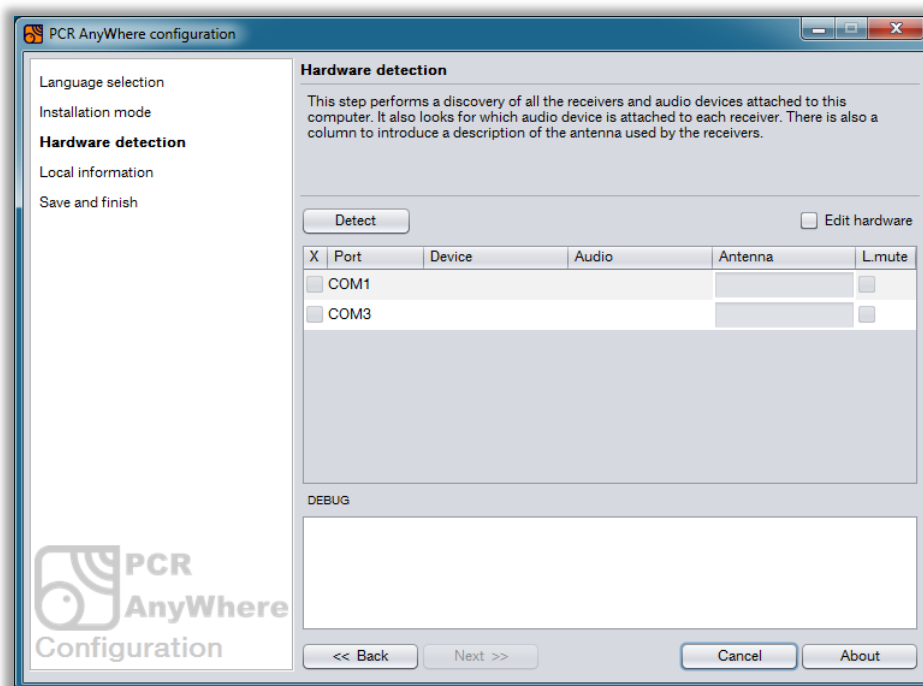 PCR AnyWhere configuration
Language selection
Installation mode
Hardware detection
Local information
Save and finish
PCR
AnyWhere
Configuration
Hardware detection
This step performs a discovery of all the receivers and audio devices attached to this
computer. It also looks for which audio device is attached to each receiver. There is also a
column to introduce a description of the antenna used by the receivers.
Detect
Edit hardware
X Port Device Audio Antenna L.mute
COM1
COM3
DEBUG
<< Back Next >> Cancel About